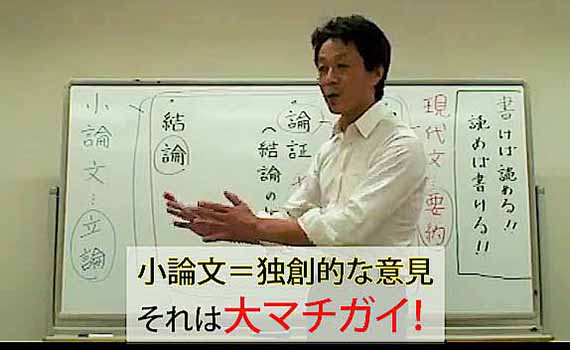 書けば読める!!
読めば書ける!!
現代文:要約
論証
(結論の
・結論
小論文:立論
小論文=独創的な意見
それは大マチガイ!